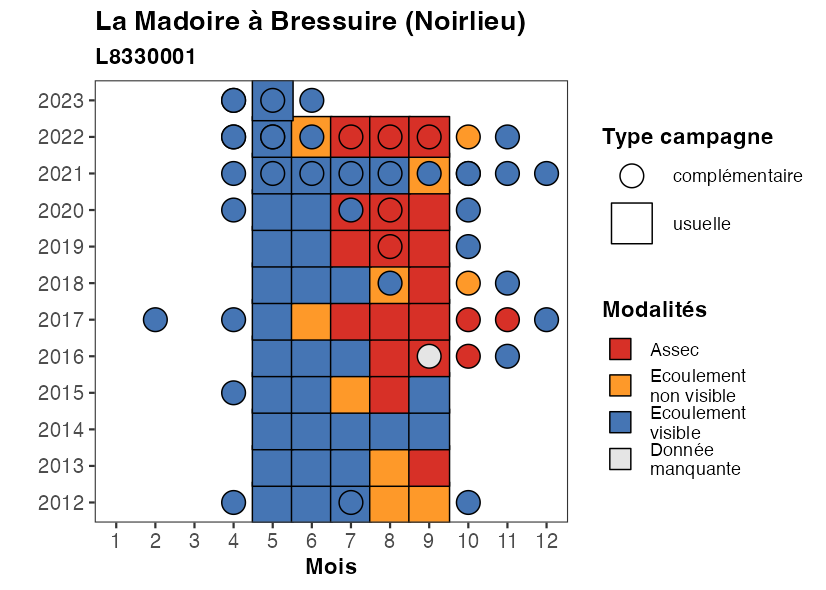 La Madoire à Bressuire (Noirlieu)
L8330001
2023
2022
2021
2020
2019
2018
2017
2016
2015
2014
2013
2012
1 2 3 4 5 6 7 8 9 10 11 12
Mois
Type campagne
complémentaire
usuelle
Modalités
Assec
Ecoulement
non visible
Ecoulement
visible
Donnée
manquante